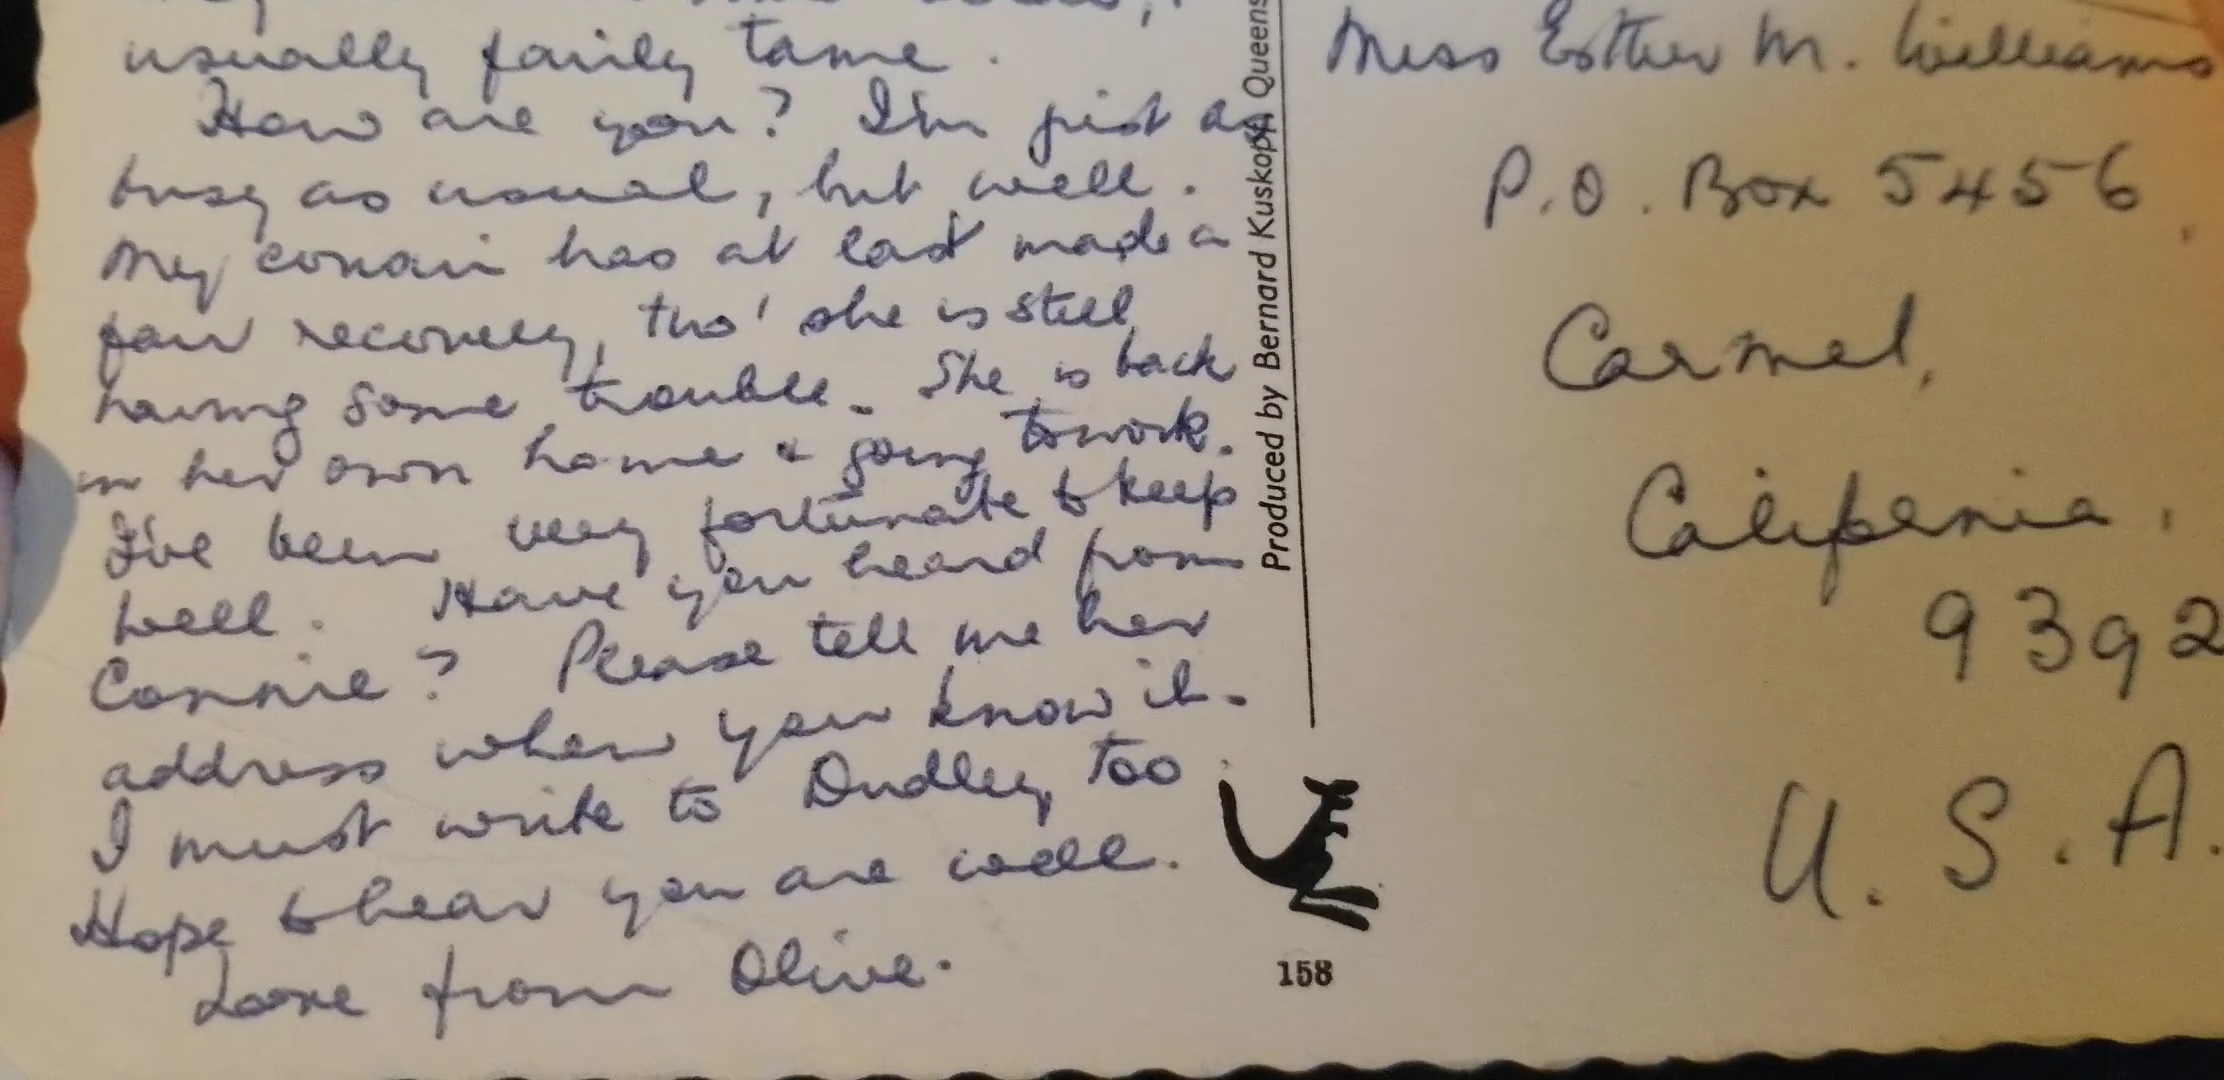 usually fairly tame.
How are you? I'm just as
busy as usual, but well.
My cousin has at last made a
fair recovery, tho' she is still
having some trouble. She is back
in her own home & going to work.
I've been very fortunate to keep
well. Have you heard from
Connie? Please tell me her
address when you know it.
I must write to Dudley, too.
Hope to hear you are well.
Love from Olive.
Produced by Bernard Kuskopf, Queens
158
Miss Esther M. Williams
P.O. Box 5456,
Carmel,
California,
9392
U.S.A.